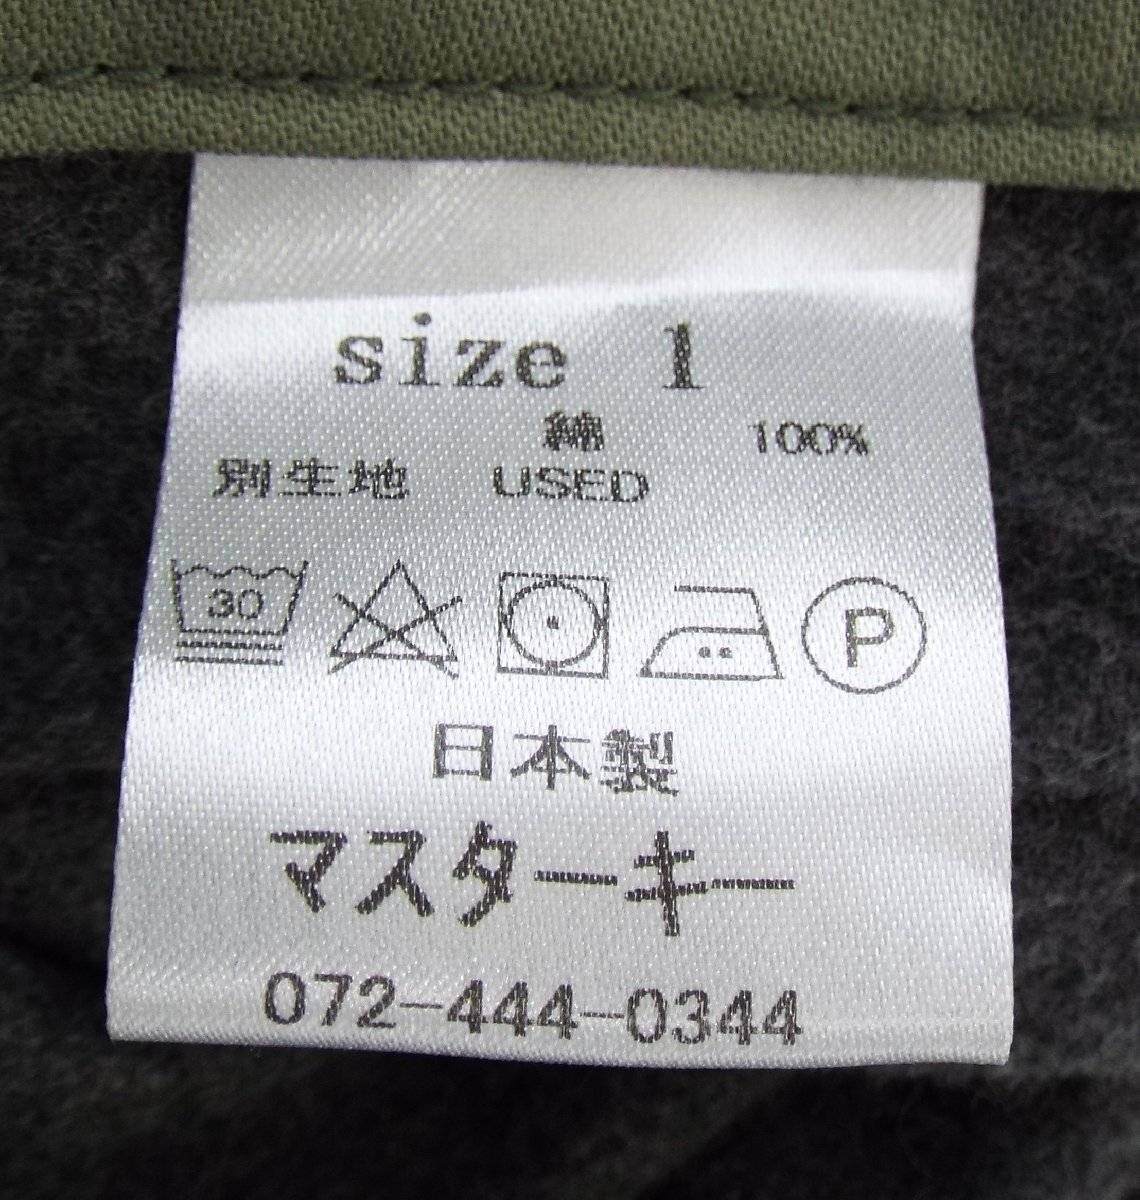 size 1
綿 100%
別生地 USED
30 P
日本製
マスターキー
072-444-0344